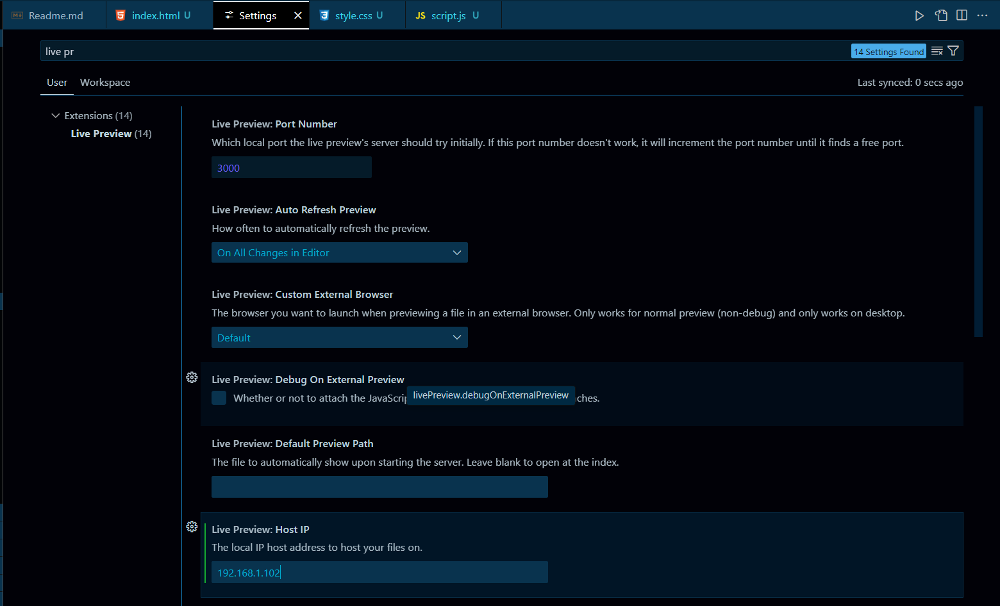 Readme.md index.html U Settings style.css U JS script.js U
live pr 14 Settings Found
User Workspace Last synced: 0 secs ago
Extensions (14)
Live Preview (14)
Live Preview: Port Number
Which local port the live preview's server should try initially. If this port number doesn't work, it will increment the port number until it finds a free port.
3000
Live Preview: Auto Refresh Preview
How often to automatically refresh the preview.
On All Changes in Editor
Live Preview: Custom External Browser
The browser you want to launch when previewing a file in an external browser. Only works for normal preview (non-debug) and only works on desktop.
Default
Live Preview: Debug On External Preview
Whether or not to attach the JavaScrip livePreview.debugOnExternalPreview ches.
Live Preview: Default Preview Path
The file to automatically show upon starting the server. Leave blank to open at the index.
Live Preview: Host IP
The local IP host address to host your files on.
192.168.1.102